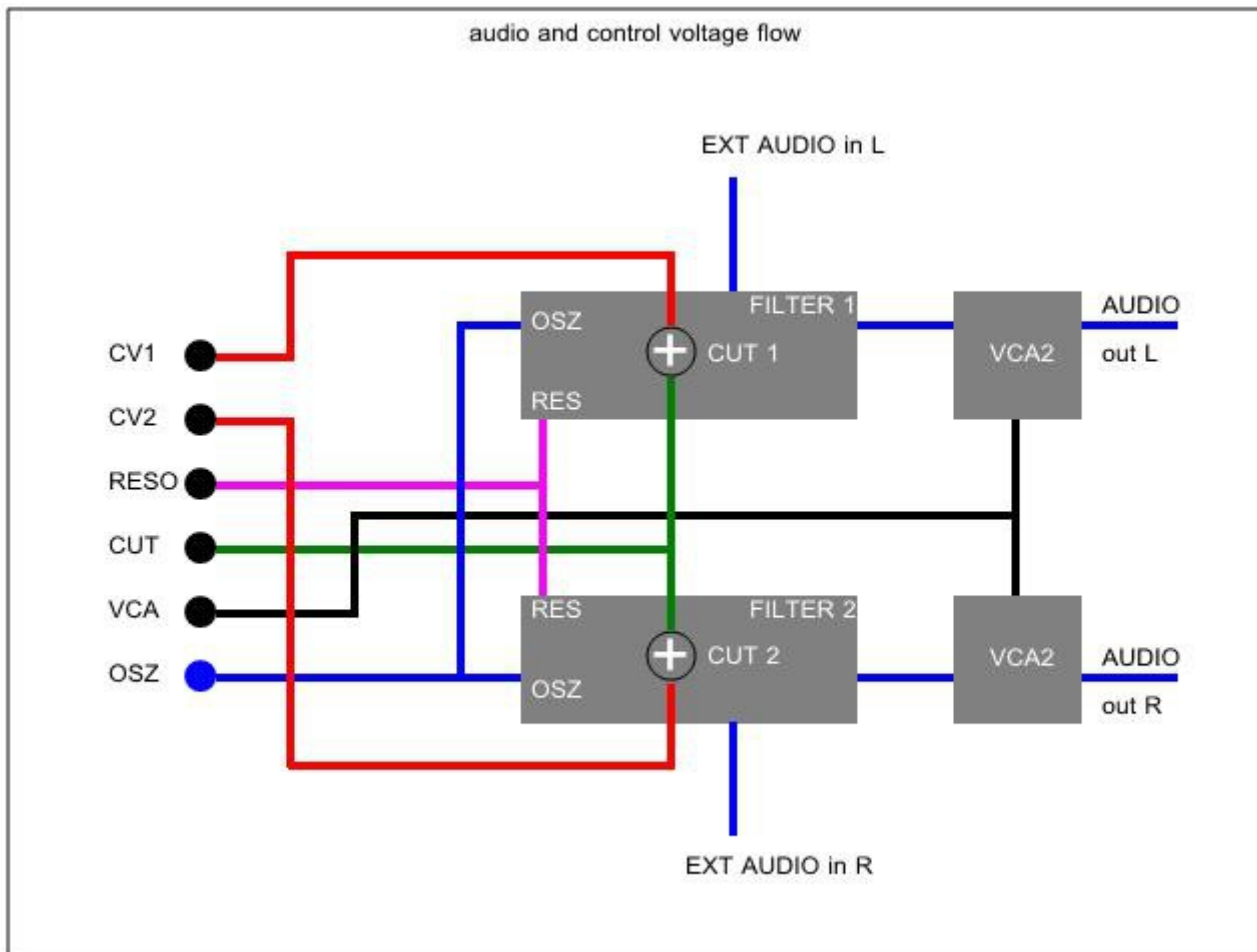 audio and control voltage flow
EXT AUDIO in L
FILTER 1
AUDIO
OSZ
CV1
CUT 1
VCA2
out L
RES
CV2
RESO
CUT
VCA
RES
FILTER 2
OSZ
CUT 2
VCA2
AUDIO
OSZ
out R
EXT AUDIO in R